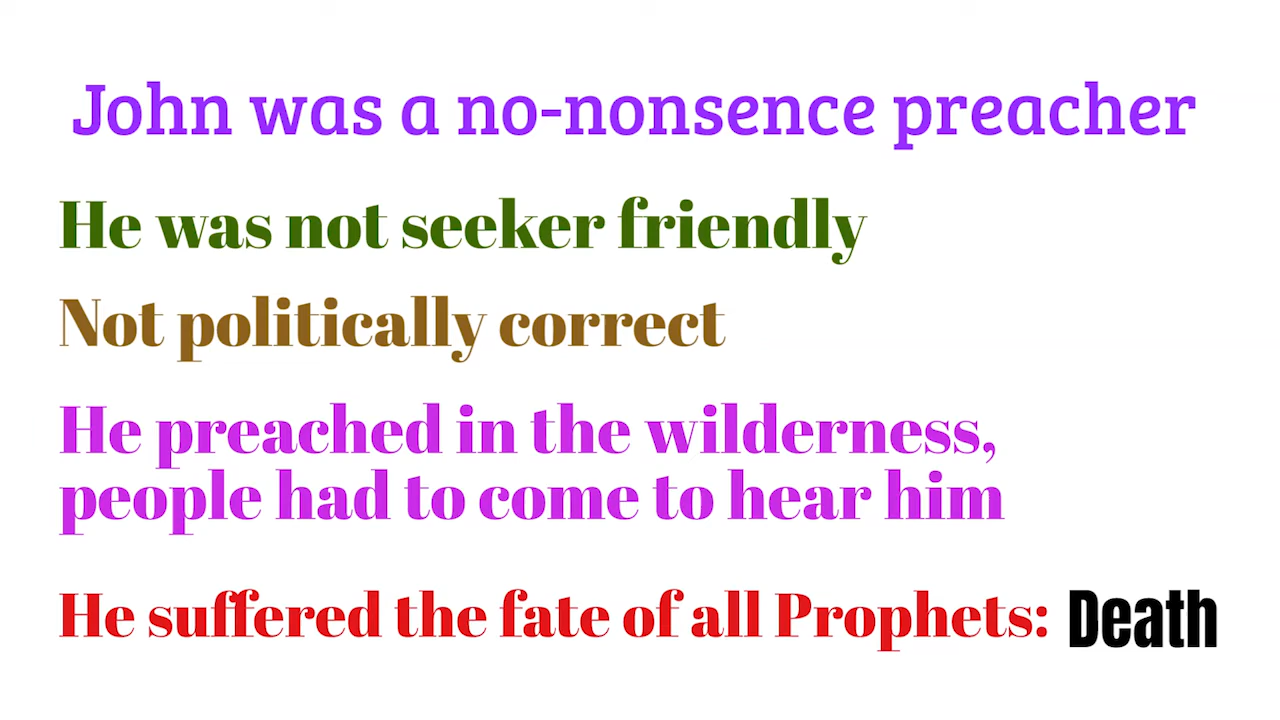 John was a no-nonsence preacher
He was not seeker friendly
Not politically correct
He preached in the wilderness,
people had to come to hear him
He suffered the fate of all Prophets: Death